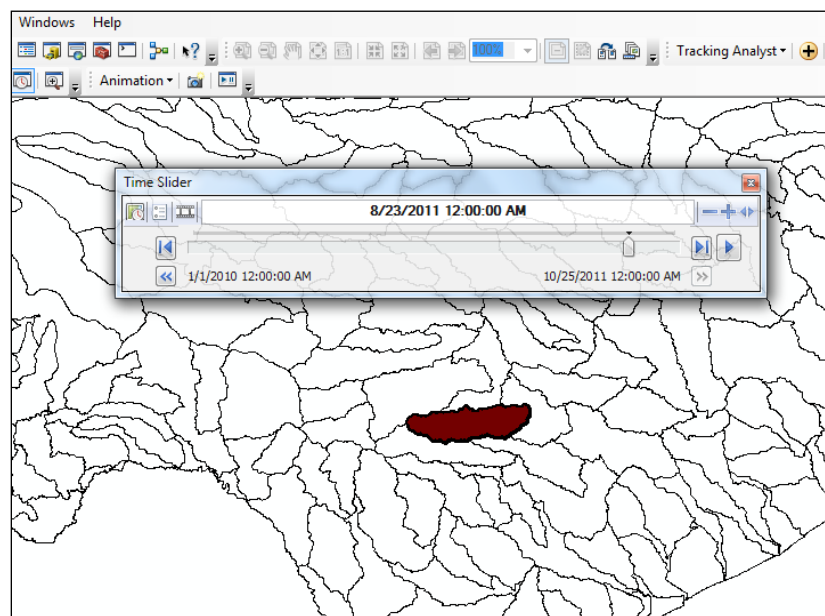 Windows Help
100% Tracking Analyst
Animation
Time Slider
8/23/2011 12:00:00 AM
1/1/2010 12:00:00 AM 10/25/2011 12:00:00 AM